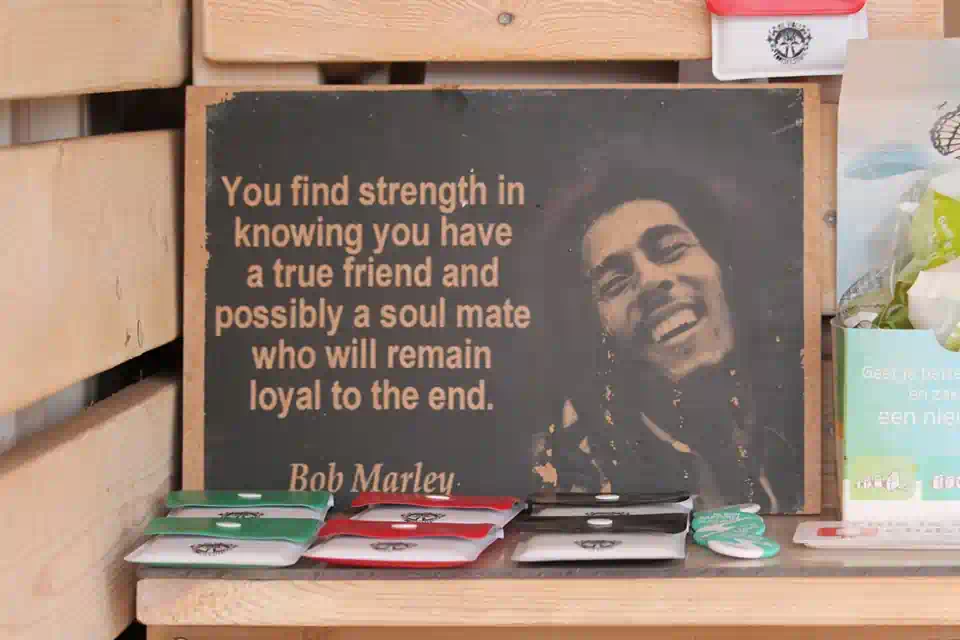 You find strength in
knowing you have
a true friend and
possibly a soul mate
who will remain
loyal to the end.
Bob Marley
en
een